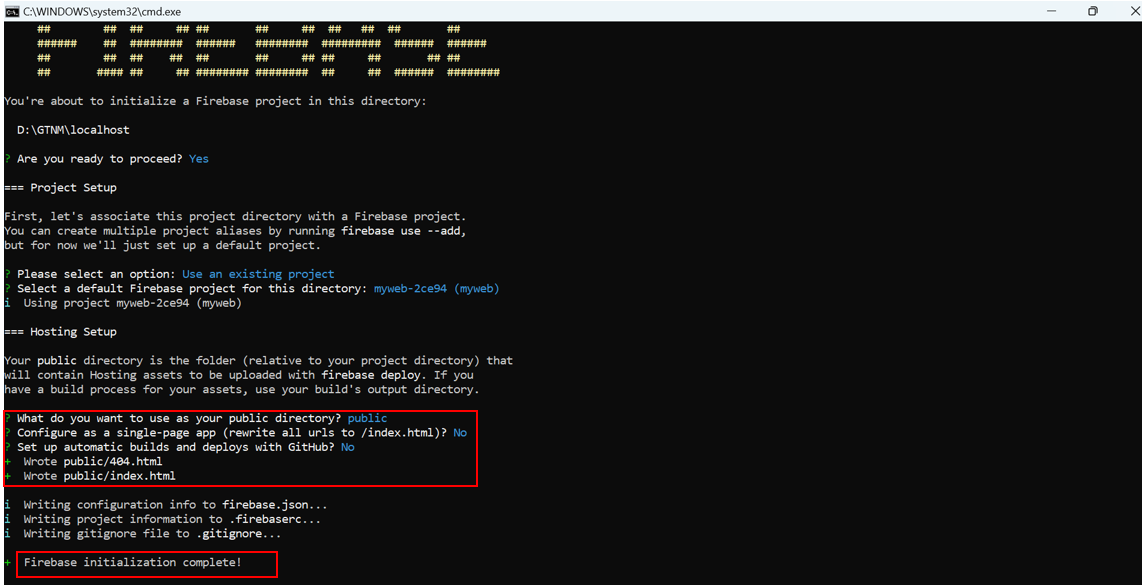 C:\WINDOWS\system32\cmd.exe
## ## ## ## ## ## ## ## ## ## ##
###### ## ######## ###### ######## ######### ###### ######
## ## ## ## ## ## ## ## ## ## ##
## #### ## ## ######## ######## ## ## ###### ########
You're about to initialize a Firebase project in this directory:
D:\GTNM\localhost
? Are you ready to proceed? Yes
=== Project Setup
First, let's associate this project directory with a Firebase project.
You can create multiple project aliases by running firebase use --add,
but for now we'll just set up a default project.
? Please select an option: Use an existing project
? Select a default Firebase project for this directory: myweb-2ce94 (myweb)
i Using project myweb-2ce94 (myweb)
=== Hosting Setup
Your public directory is the folder (relative to your project directory) that
will contain Hosting assets to be uploaded with firebase deploy. If you
have a build process for your assets, use your build's output directory.
? What do you want to use as your public directory? public
? Configure as a single-page app (rewrite all urls to /index.html)? No
? Set up automatic builds and deploys with GitHub? No
+ Wrote public/404.html
+ Wrote public/index.html
i Writing configuration info to firebase.json...
i Writing project information to .firebaserc...
i Writing gitignore file to .gitignore...
+ Firebase initialization complete!